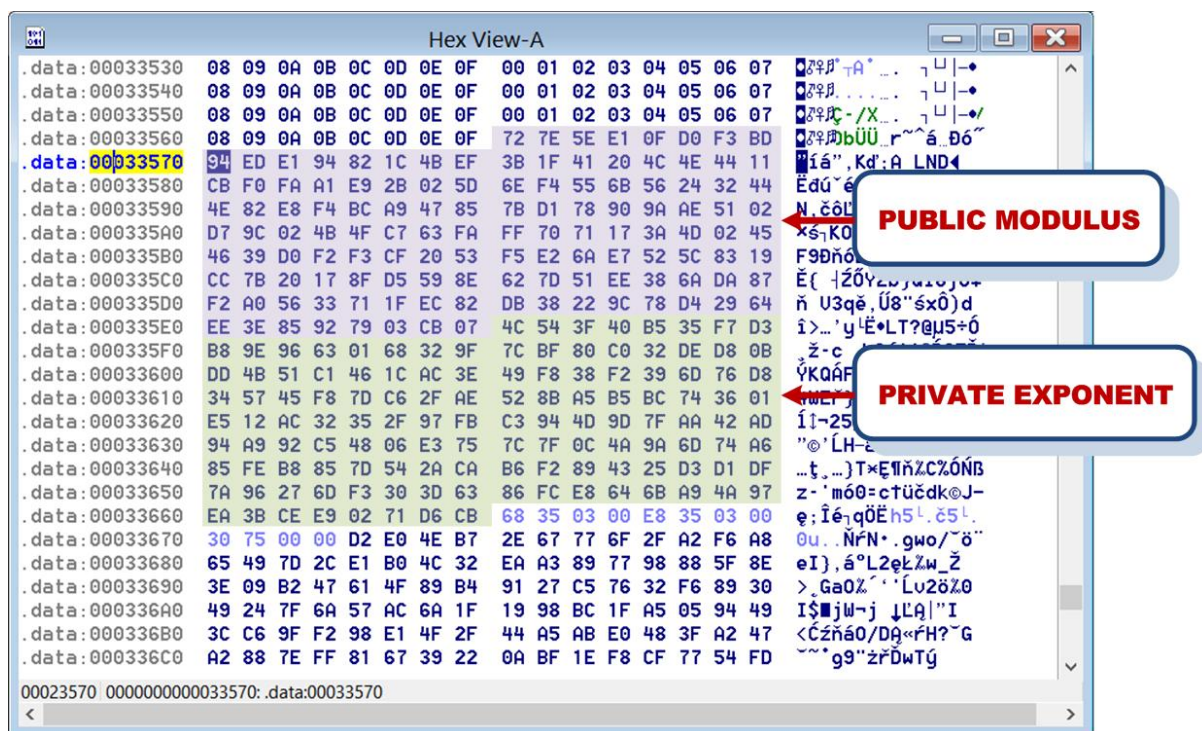 Hex View-A
.data:00033530 08 09 0A 0B 0C 0D 0E 0F 00 01 02 03 04 05 06 07
.data:00033540 08 09 0A 0B 0C 0D 0E 0F 00 01 02 03 04 05 06 07
.data:00033550 08 09 0A 0B 0C 0D 0E 0F 00 01 02 03 04 05 06 07
.data:00033560 08 09 0A 0B 0C 0D 0E 0F 72 7E 5E E1 0F D0 F3 BD
.data:00033570 94 ED E1 94 82 1C 4B EF 3B 1F 41 20 4C 4E 44 11
.data:00033580 CB F0 FA A1 E9 2B 02 5D 6E F4 55 6B 56 24 32 44
.data:00033590 4E 82 E8 F4 BC A9 47 85 7B D1 78 90 9A AE 51 02
.data:000335A0 D7 9C 02 4B 4F C7 63 FA FF 70 71 17 3A 4D 02 45
.data:000335B0 46 39 D0 F2 F3 CF 20 53 F5 E2 6A E7 52 5C 83 19
.data:000335C0 CC 7B 20 17 8F D5 59 8E 62 7D 51 EE 38 6A DA 87
.data:000335D0 F2 A0 56 33 71 1F EC 82 DB 38 22 9C 78 D4 29 64
.data:000335E0 EE 3E 85 92 79 03 CB 07 4C 54 3F 40 B5 35 F7 D3
.data:000335F0 B8 9E 96 63 01 68 32 9F 7C BF 80 C0 32 DE D8 0B
.data:00033600 DD 4B 51 C1 46 1C AC 3E 49 F8 38 F2 39 6D 76 D8
.data:00033610 34 57 45 F8 7D C6 2F AE 52 8B A5 B5 BC 74 36 01
.data:00033620 E5 12 AC 32 35 2F 97 FB C3 94 4D 9D 7F AA 42 AD
.data:00033630 94 A9 92 C5 48 06 E3 75 7C 7F 0C 4A 9A 6D 74 A6
.data:00033640 85 FE B8 85 7D 54 2A CA B6 F2 89 43 25 D3 D1 DF
.data:00033650 7A 96 27 6D F3 30 3D 63 86 FC E8 64 6B A9 4A 97
.data:00033660 EA 3B CE E9 02 71 D6 CB 68 35 03 00 E8 35 03 00
.data:00033670 30 75 00 00 D2 E0 4E B7 2E 67 77 6F 2F A2 F6 A8
.data:00033680 65 49 7D 2C E1 B0 4C 32 EA A3 89 77 98 88 5F 8E
.data:00033690 3E 09 B2 47 61 4F 89 B4 91 27 C5 76 32 F6 89 30
.data:000336A0 49 24 7F 6A 57 AC 6A 1F 19 98 BC 1F A5 05 94 49
.data:000336B0 3C C6 9F F2 98 E1 4F 2F 44 A5 AB E0 48 3F A2 47
.data:000336C0 A2 88 7E FF 81 67 39 22 0A BF 1E F8 CF 77 54 FD
PUBLIC MODULUS
PRIVATE EXPONENT
00023570 0000000000033570: .data:00033570